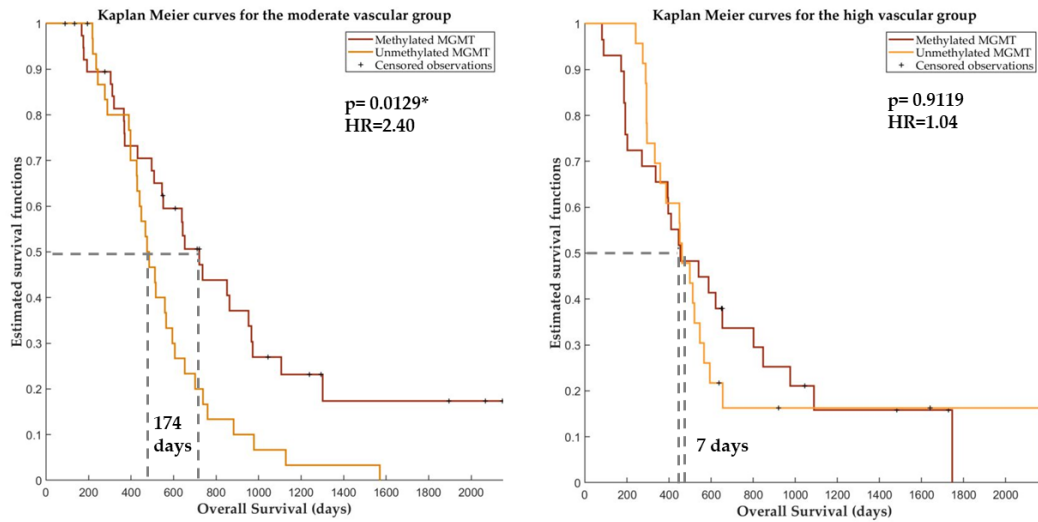 Kaplan Meier curves for the moderate vascular group
Methylated MGMT
Unmethylated MGMT
Censored observations
p= 0.0129*
HR=2.40
Estimated survival functions
1
0.9
0.8
0.7
0.6
0.5
0.4
0.3
0.2
0.1
0
174
days
0 200 400 600 800 1000 1200 1400 1600 1800 2000
Overall Survival (days)
Kaplan Meier curves for the high vascular group
Methylated MGMT
Unmethylated MGMT
Censored observations
p= 0.9119
HR=1.04
Estimated survival functions
1
0.9
0.8
0.7
0.6
0.5
0.4
0.3
0.2
0.1
0
7 days
0 200 400 600 800 1000 1200 1400 1600 1800 2000
Overall Survival (days)